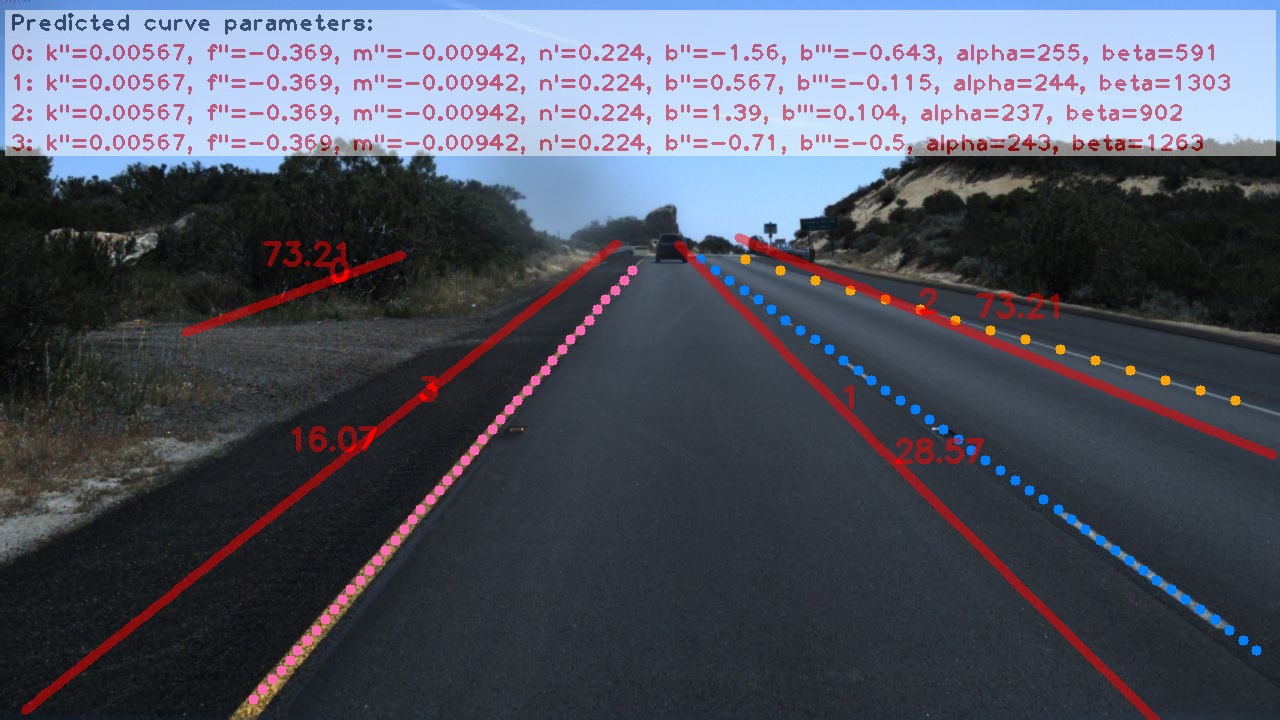 Predicted curve parameters:
0: k''=0.00567, f''=-0.369, m''=-0.00942, n'=0.224, b''=-1.56, b'''=-0.643, alpha=255, beta=591
1: k''=0.00567, f''=-0.369, m''=-0.00942, n'=0.224, b''=0.567, b'''=-0.115, alpha=244, beta=1303
2: k''=0.00567, f''=-0.369, m''=-0.00942, n'=0.224, b''=1.39, b'''=0.104, alpha=237, beta=902
3: k''=0.00567, f''=-0.369, m''=-0.00942, n'=0.224, b''=-0.71, b'''=-0.5, alpha=243, beta=1263
73.21
0
2 73.21
3
1
16.07
28.57